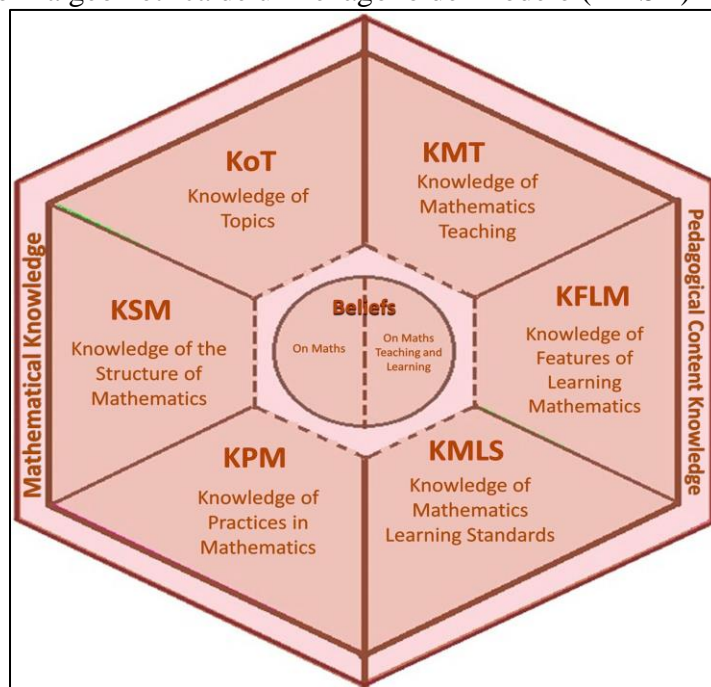 KoT
Knowledge of
Topics
KMT
Knowledge of
Mathematics
Teaching
Mathematical Knowledge
KSM
Knowledge of the
Structure of
Mathematics
Beliefs
On Maths
On Maths
Teaching and
Learning
KFLM
Knowledge of
Features of
Learning
Mathematics
Pedagogical Content Knowledge
KPM
Knowledge of
Practices in
Mathematics
KMLS
Knowledge of
Mathematics
Learning Standards